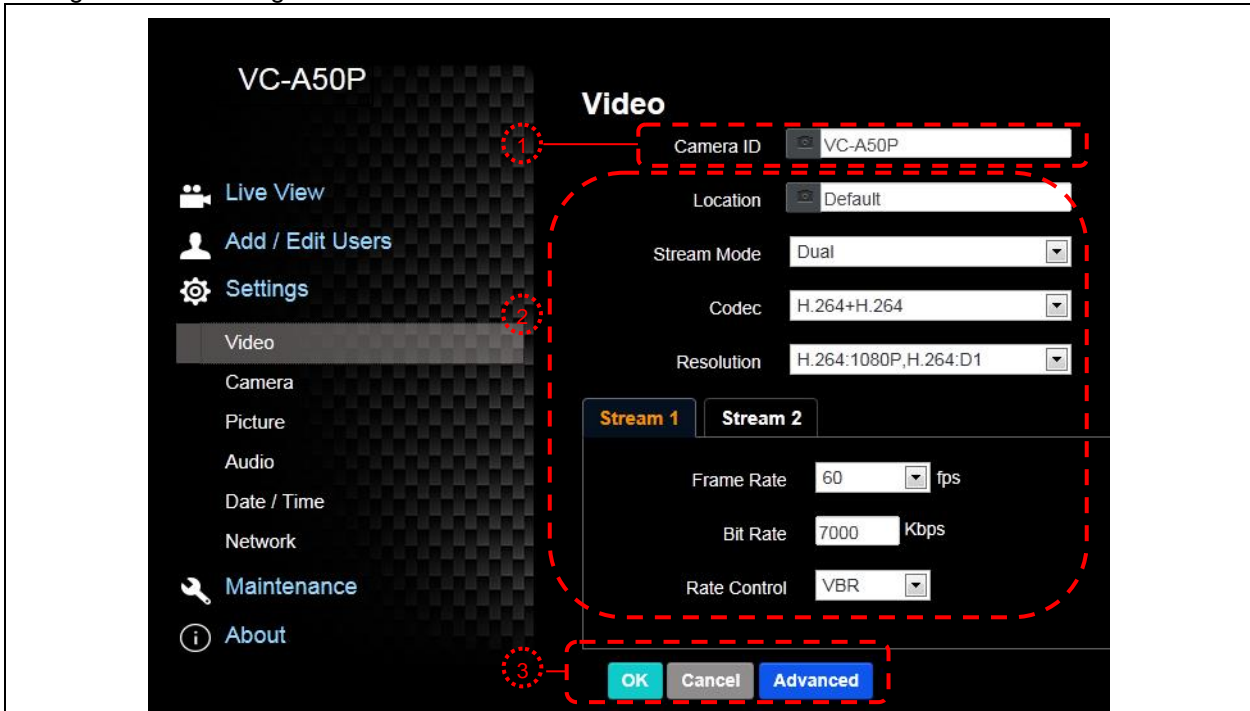 VC-A50P
Video
1
Camera ID VC-A50P
Live View
Add / Edit Users
Settings
Video
Camera
Picture
Audio
Date / Time
Network
Maintenance
About
2
Location Default
Stream Mode Dual
Codec H.264+H.264
Resolution H.264:1080P,H.264:D1
Stream 1 Stream 2
Frame Rate 60 fps
Bit Rate 7000 Kbps
Rate Control VBR
3
OK Cancel Advanced